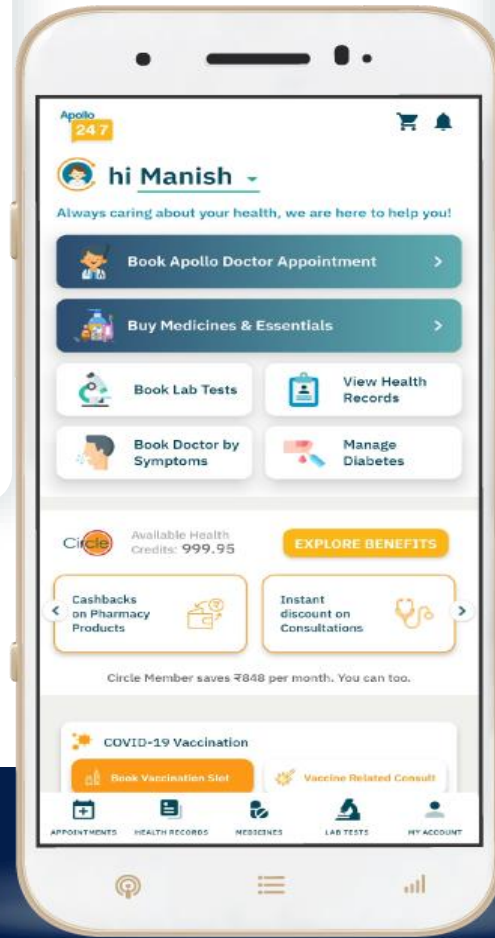 Apollo
24 7
hi Manish
Always caring about your health, we are here to help you!
Book Apollo Doctor Appointment
Buy Medicines & Essentials
Book Lab Tests
View Health
Records
Book Doctor by
Symptoms
Manage
Diabetes
Circle
Available Health
Credits: 999.95
EXPLORE BENEFITS
Cashbacks
on Pharmacy
Products
Instant
discount on
Consultations
Circle Member saves ₹848 per month. You can too.
COVID-19 Vaccination
Book Vaccination Slot
Vaccine Related Consult
APPOINTMENTS
HEALTH RECORDS
MEDICINES
LAB TESTS
MY ACCOUNT